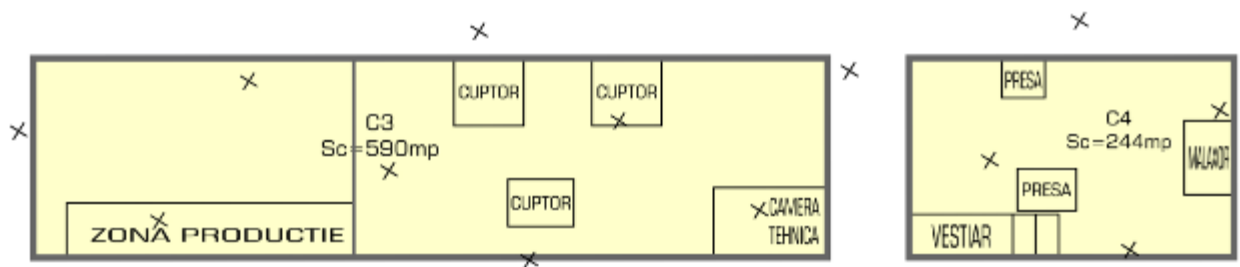 CUPTOR
CUPTOR
C3
Sc=590mp
CUPTOR
CAMERA
TEHNICA
ZONA PRODUCTIE
PRESA
C4
Sc=244mp
MALAXOR
PRESA
VESTIAR